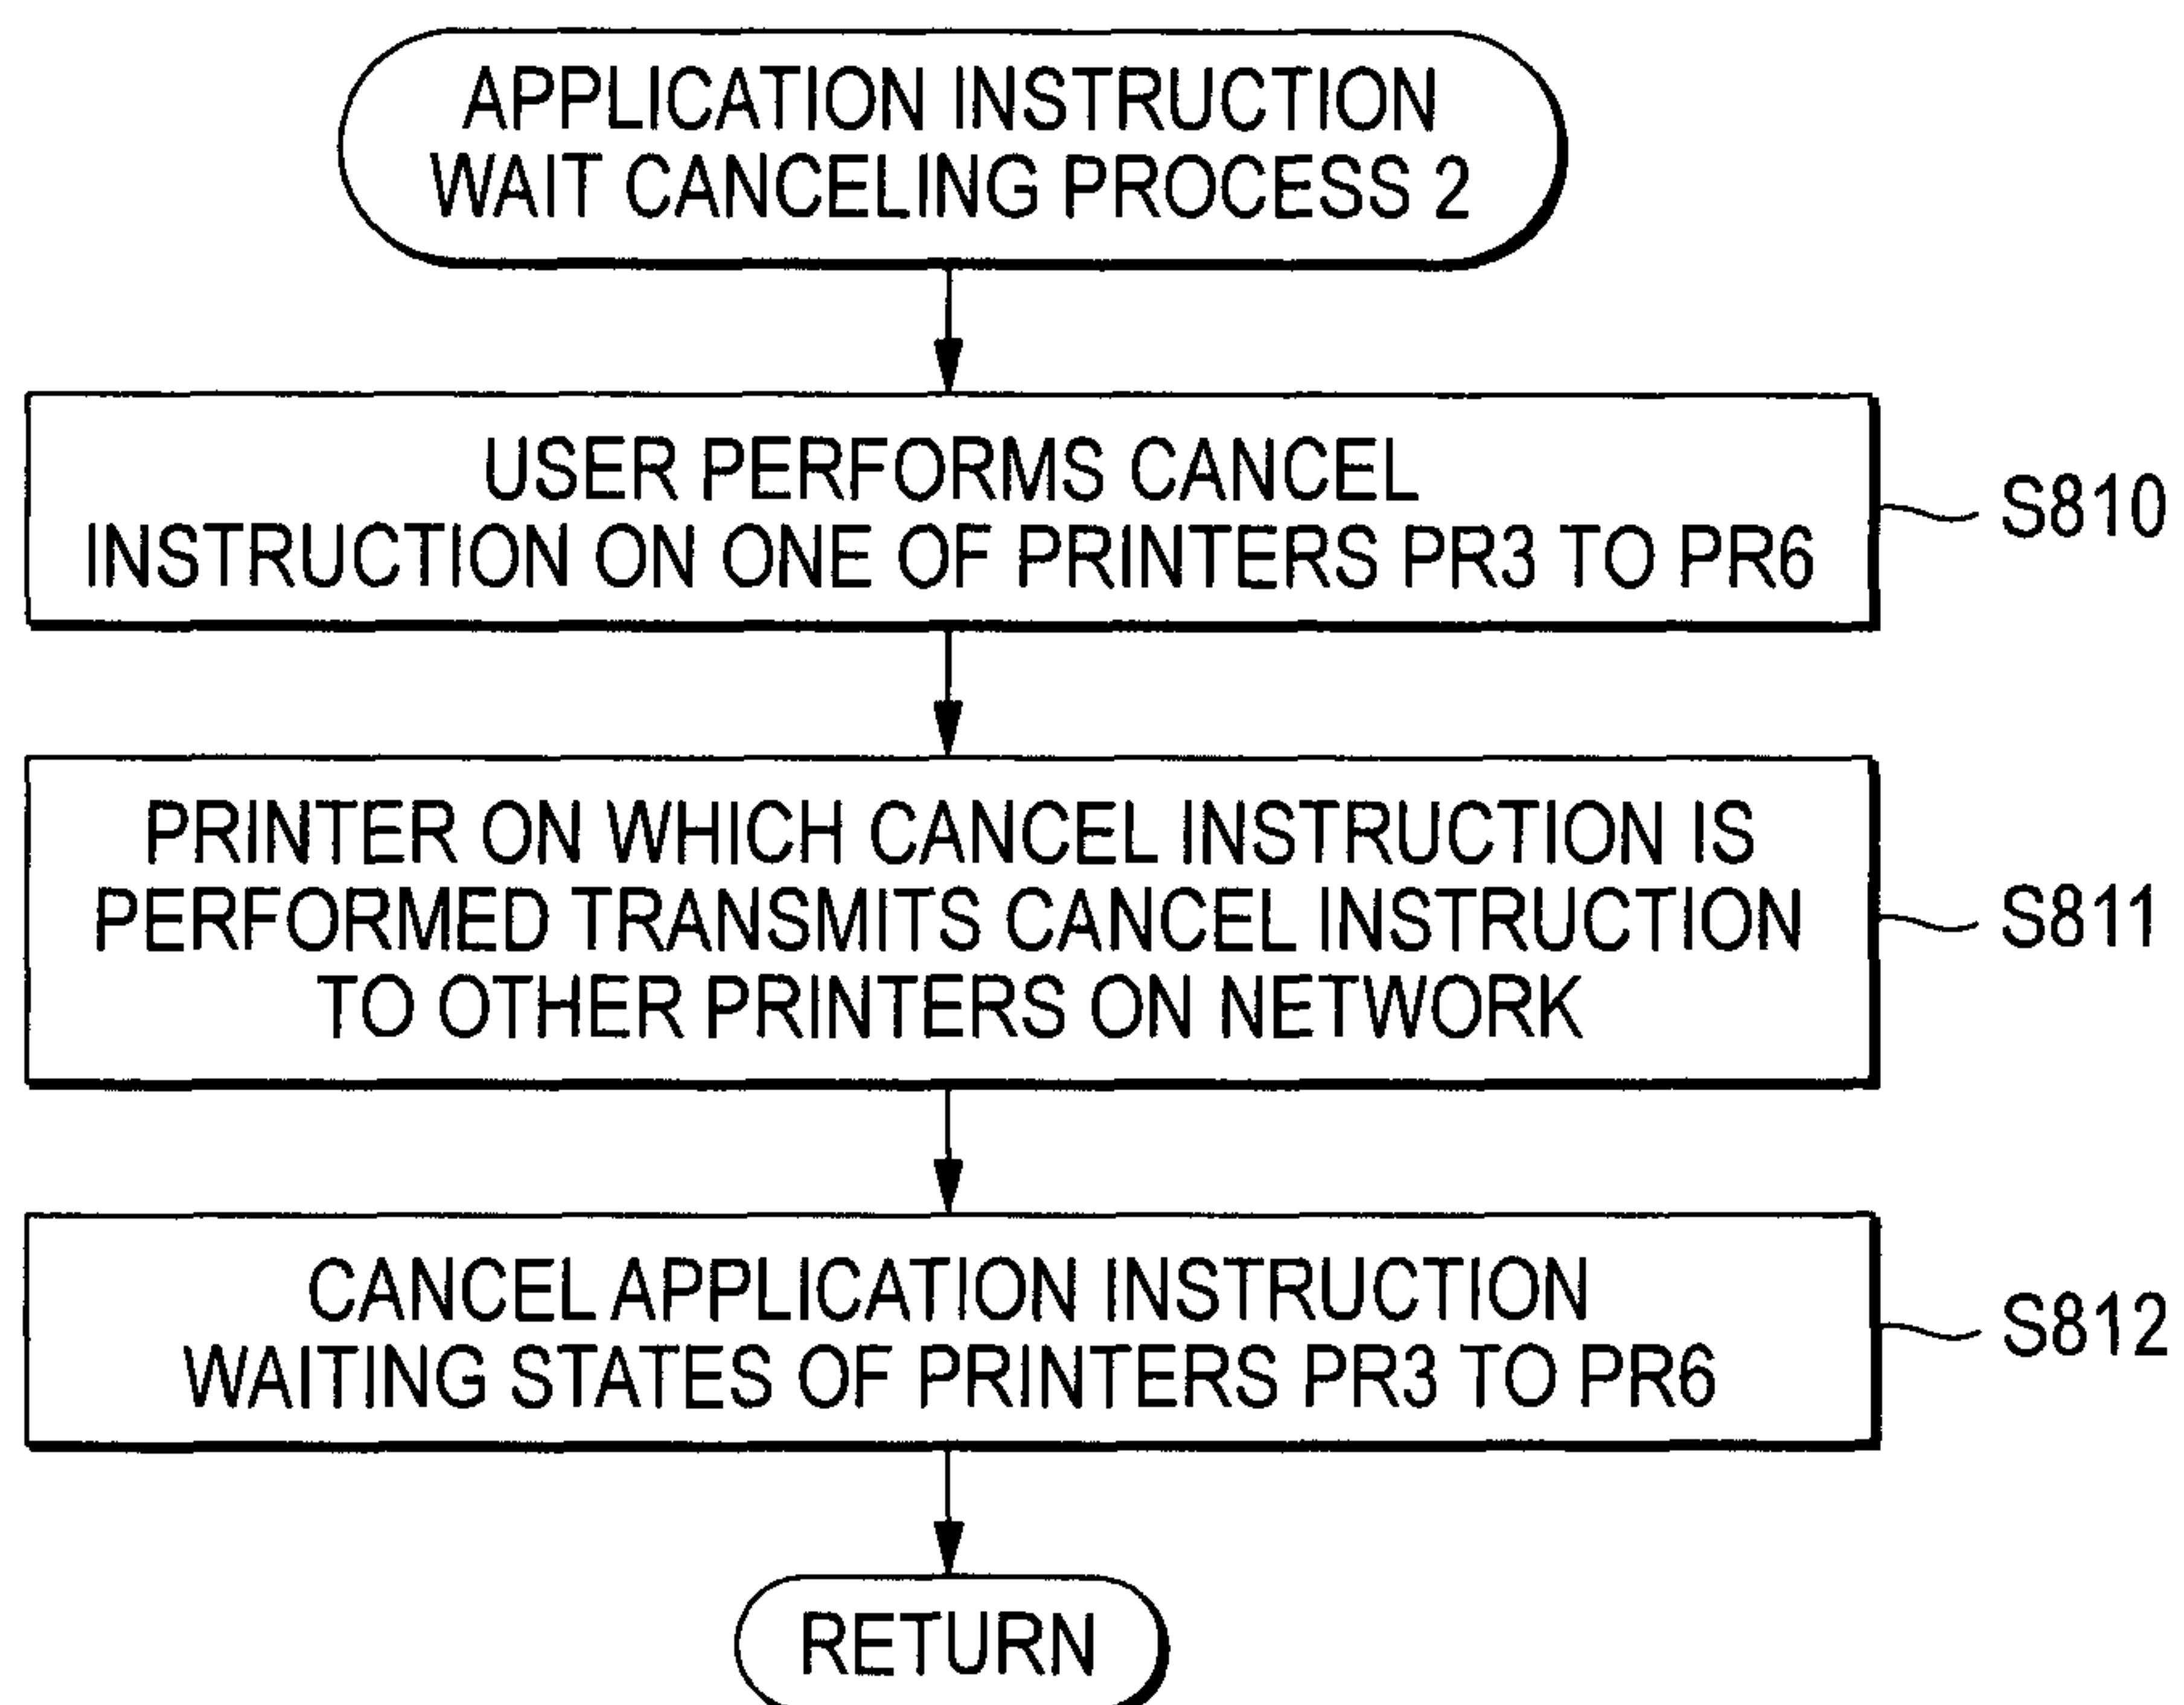 APPLICATION INSTRUCTION
WAIT CANCELING PROCESS 2
USER PERFORMS CANCEL
INSTRUCTION ON ONE OF PRINTERS PR3 TO PR6
S810
PRINTER ON WHICH CANCEL INSTRUCTION IS
PERFORMED TRANSMITS CANCEL INSTRUCTION
TO OTHER PRINTERS ON NETWORK
S811
CANCEL APPLICATION INSTRUCTION
WAITING STATES OF PRINTERS PR3 TO PR6
S812
RETURN